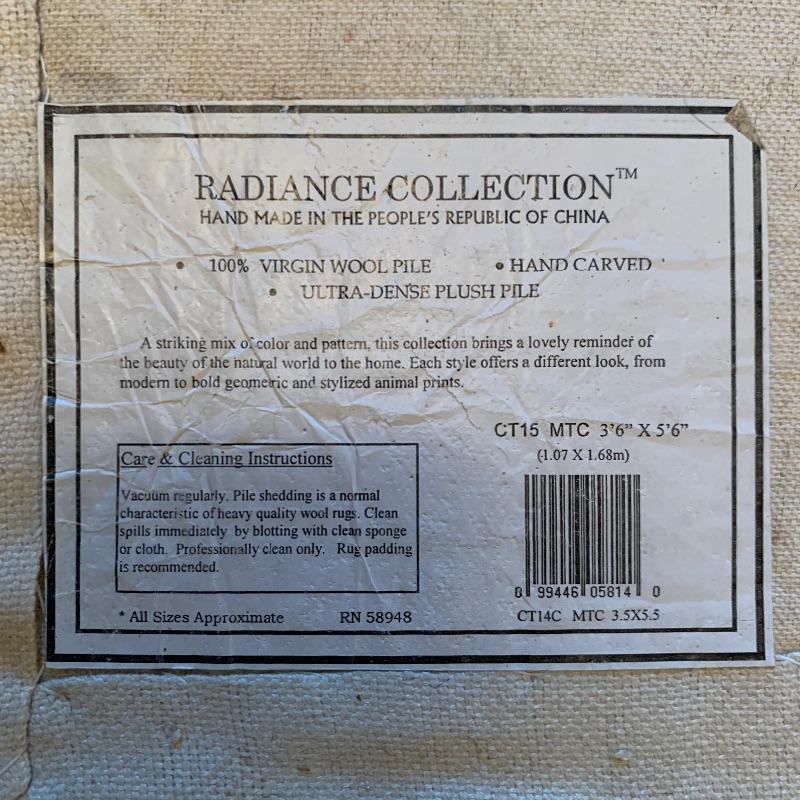 RADIANCE COLLECTION™
HAND MADE IN THE PEOPLE'S REPUBLIC OF CHINA
• 100% VIRGIN WOOL PILE • HAND CARVED
• ULTRA-DENSE PLUSH PILE
A striking mix of color and pattern, this collection brings a lovely reminder of
the beauty of the natural world to the home. Each style offers a different look, from
modern to bold geometric and stylized animal prints.
CT15 MTC 3'6" X 5'6"
(1.07 X 1.68m)
Care & Cleaning Instructions
Vacuum regularly. Pile shedding is a normal
characteristic of heavy quality wool rugs. Clean
spills immediately by blotting with clean sponge
or cloth. Professionally clean only. Rug padding
is recommended.
0 99446 05814 0
* All Sizes Approximate RN 58948
CT14C MTC 3.5X5.5